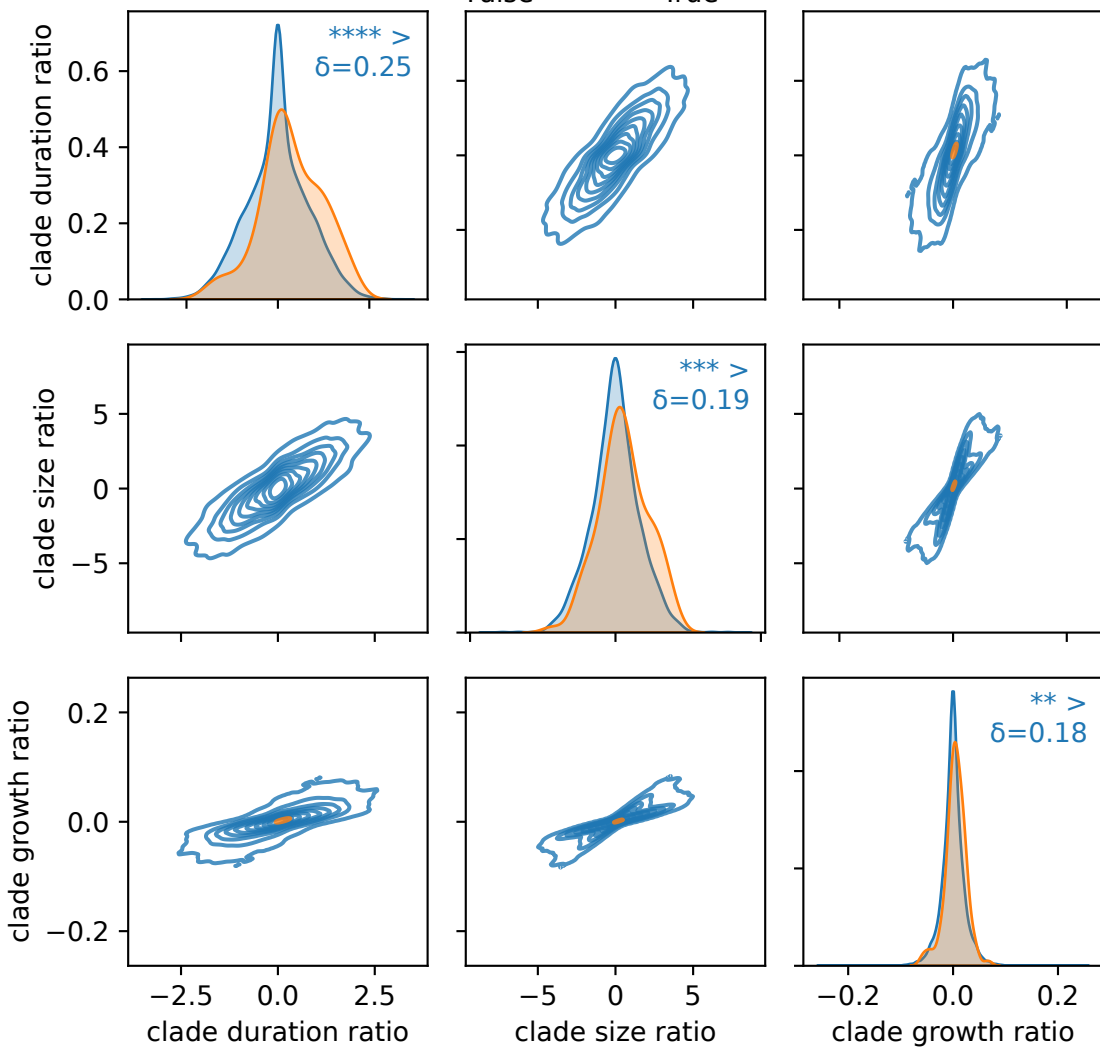 clade duration ratio
0.6
0.4
0.2
0.0
**** >
δ=0.25
clade size ratio
5
0
−5
*** >
δ=0.19
clade growth ratio
0.2
0.0
−0.2
** >
δ=0.18
−2.5 0.0 2.5
−5 0 5
−0.2 0.0 0.2
clade duration ratio
clade size ratio
clade growth ratio